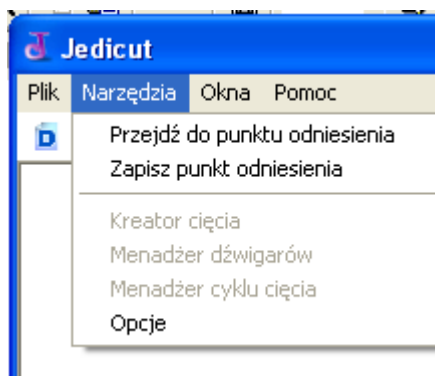 Jedicut
Plik Narzędzia Okna Pomoc
Przejdź do punktu odniesienia
Zapisz punkt odniesienia
Kreator cięcia
Menadżer dźwigarów
Menadżer cyklu cięcia
Opcje